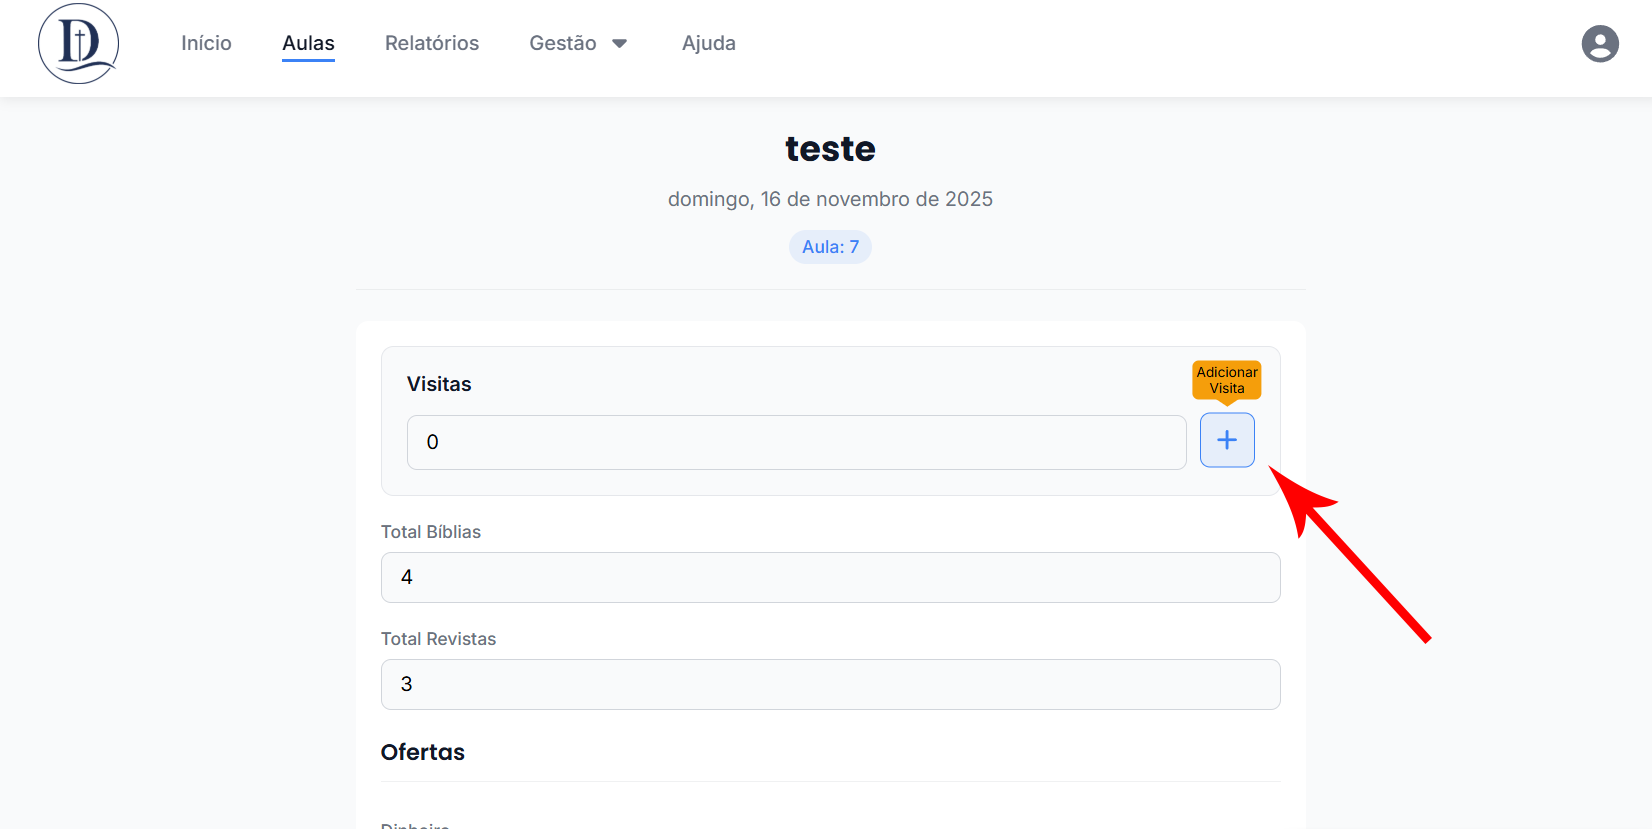 D
Início Aulas Relatórios Gestão Ajuda
teste
domingo, 16 de novembro de 2025
Aula: 7
Visitas
Adicionar
Visita
0
+
Total Bíblias
4
Total Revistas
3
Ofertas
Dinheiro